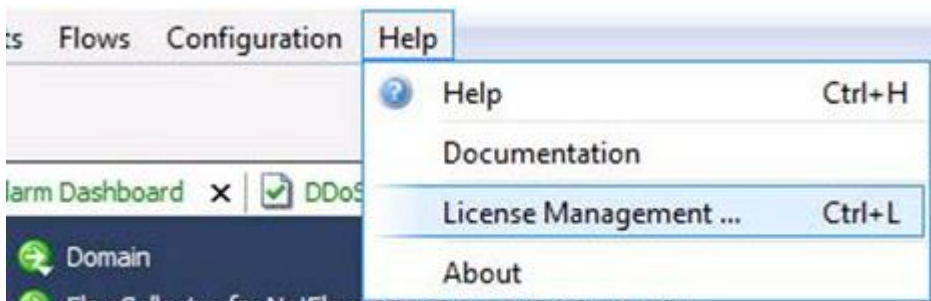 Flows Configuration Help
Help Ctrl+H
Documentation
larm Dashboard DDoS
License Management ... Ctrl+L
Domain
About